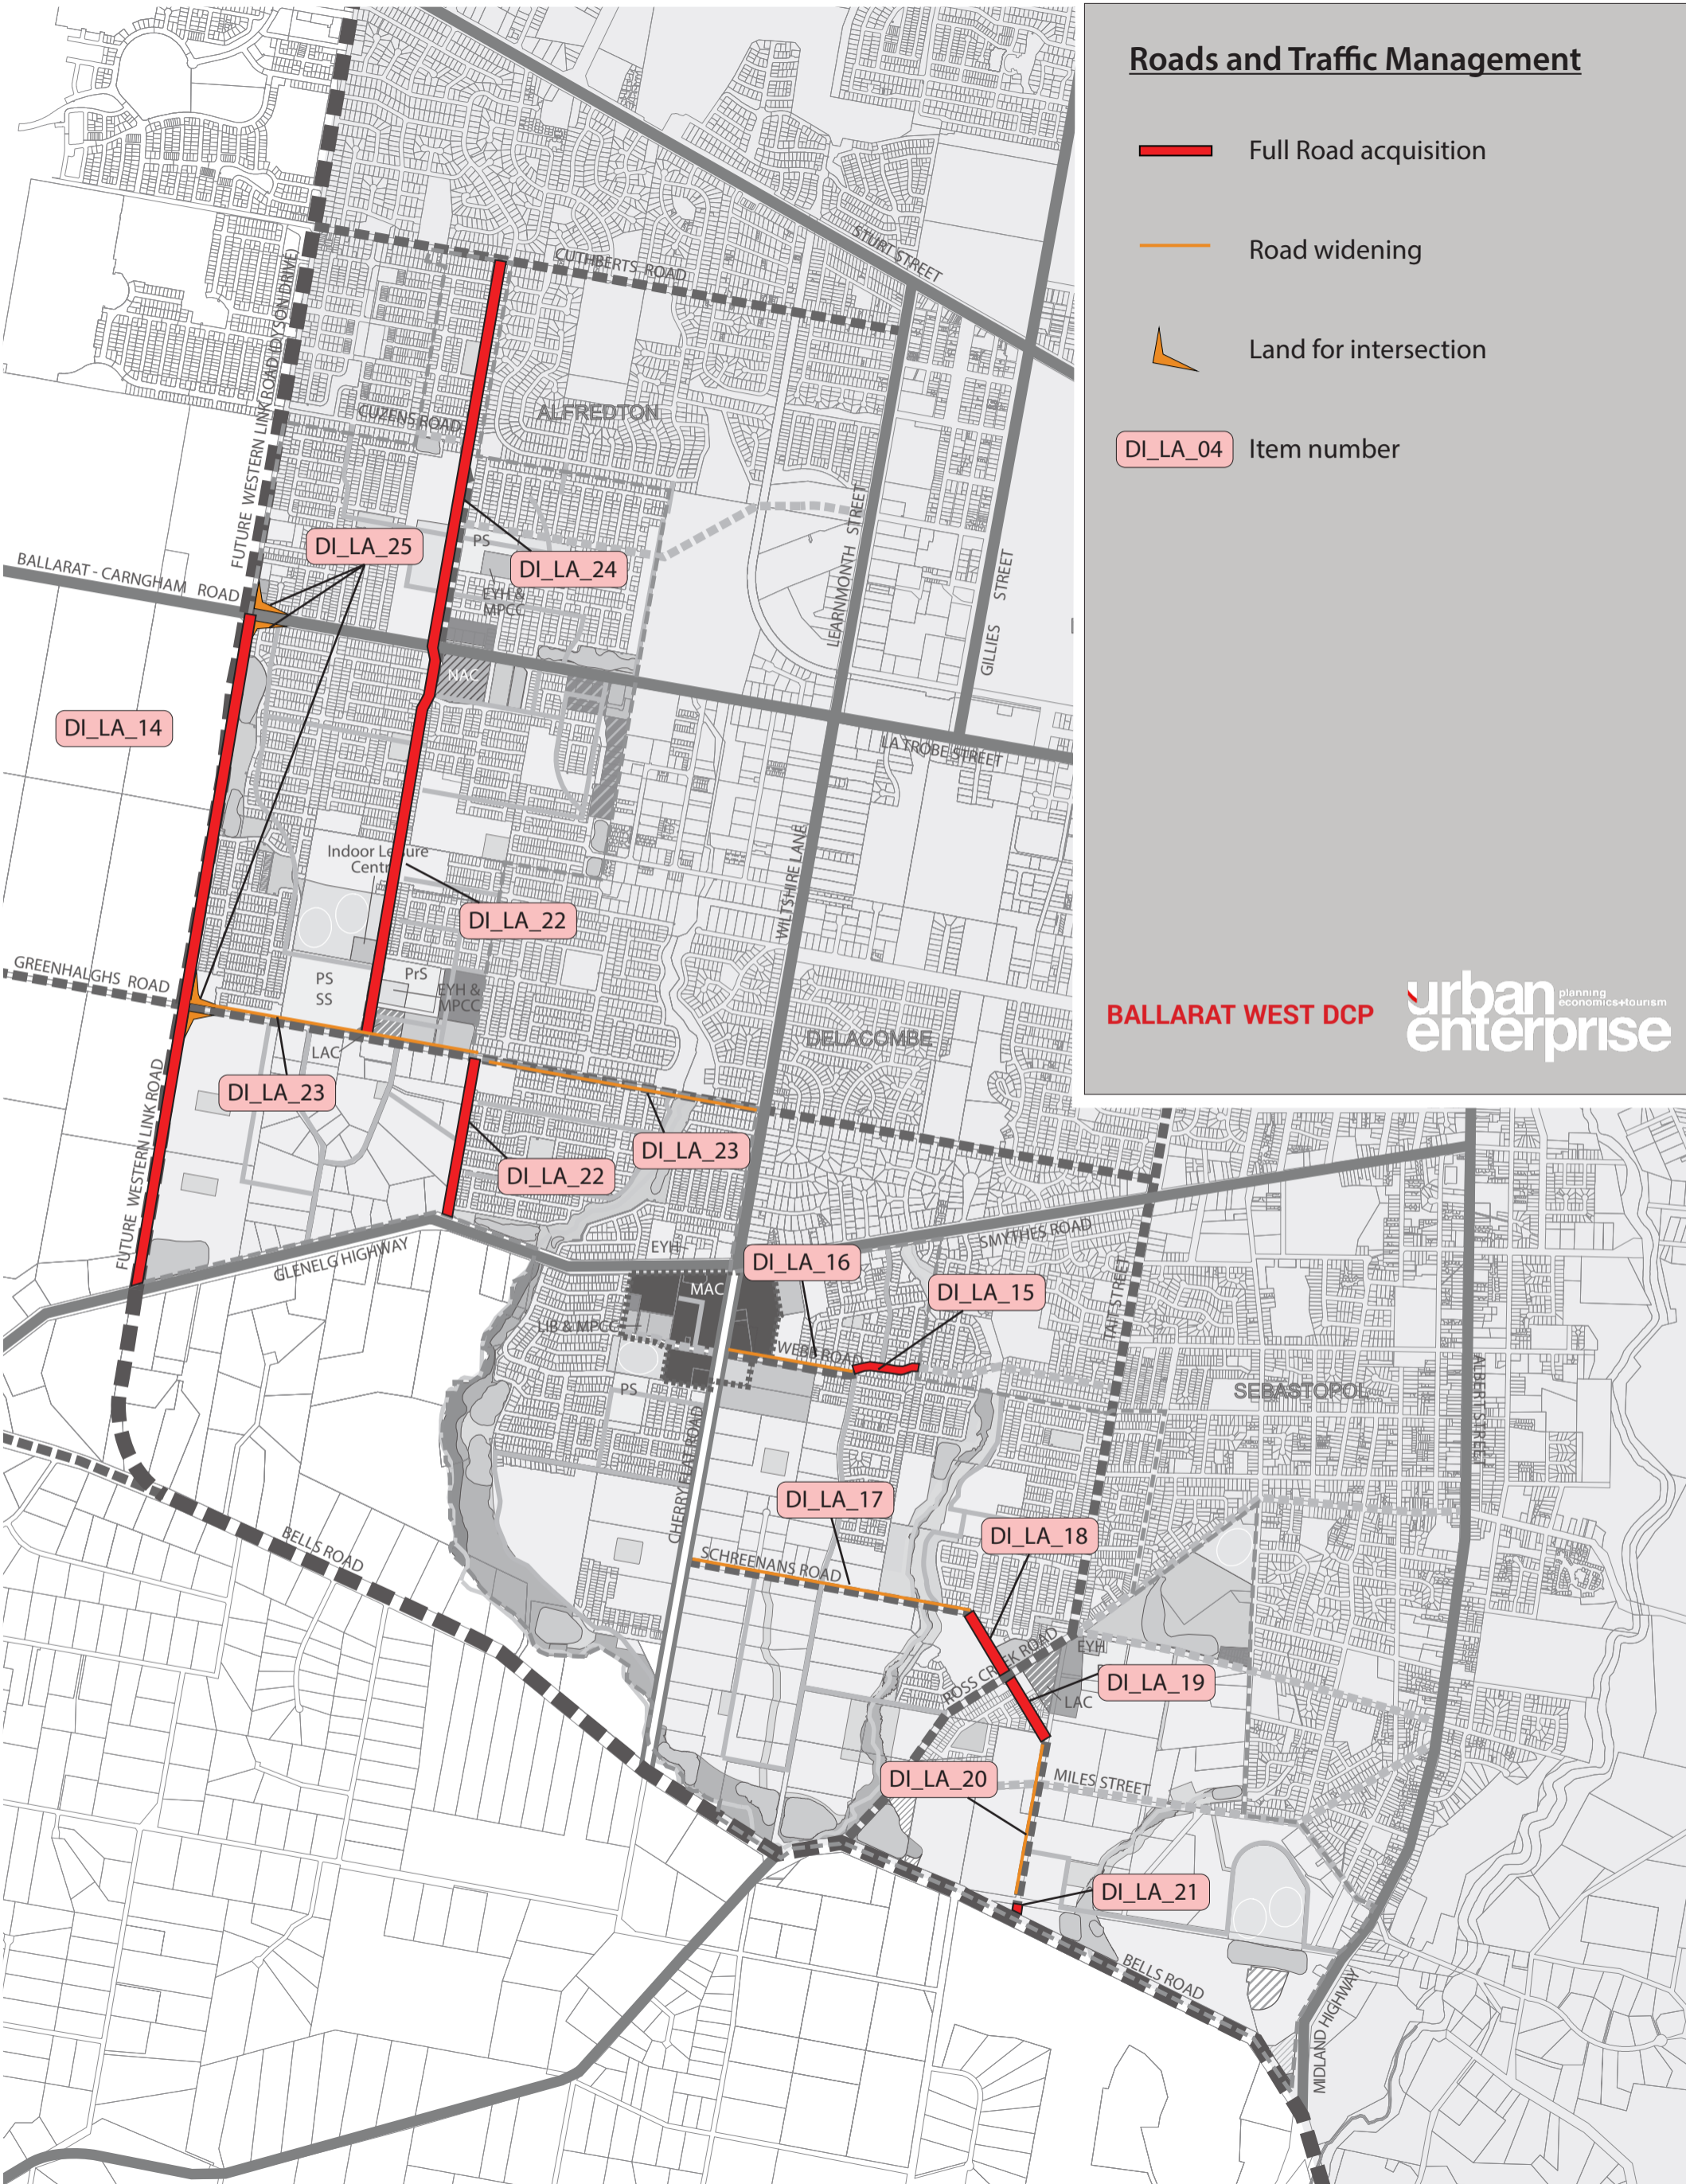 Roads and Traffic Management
Full Road acquisition
Road widening
Land for intersection
DI_LA_04
Item number
BALLARAT WEST DCP
urban
enterprise
planning
economics+tourism
STURT STREET
CUTHBERTS ROAD
FUTURE WESTERN LINK ROAD (DYSON DRIVE)
CUZENS ROAD
ALFREDTON
LEARNMONTH STREET
GILLIES STREET
DI_LA_25
PS
DI_LA_24
EYH &
MPCC
BALLARAT - CARNGHAM ROAD
NAC
DI_LA_14
LA TROBE STREET
WILTSHIRE LANE
Indoor Leisure
Centre
DI_LA_22
GREENHALGHS ROAD
PS
SS
PrS
EYH &
MPCC
DELACOMBE
LAC
DI_LA_23
DI_LA_23
DI_LA_22
FUTURE WESTERN LINK ROAD
GLENELG HIGHWAY
EYH
SMYTHES ROAD
DI_LA_16
DI_LA_15
MAC
LIB & MPCC
WEBB ROAD
TAIT STREET
PS
SEBASTOPOL
ALBERT STREET
CHERRY FLAT ROAD
DI_LA_17
DI_LA_18
BELLS ROAD
SCHREENANS ROAD
ROSS CREEK ROAD
EYH
DI_LA_19
LAC
DI_LA_20
MILES STREET
DI_LA_21
BELLS ROAD
MIDLAND HIGHWAY